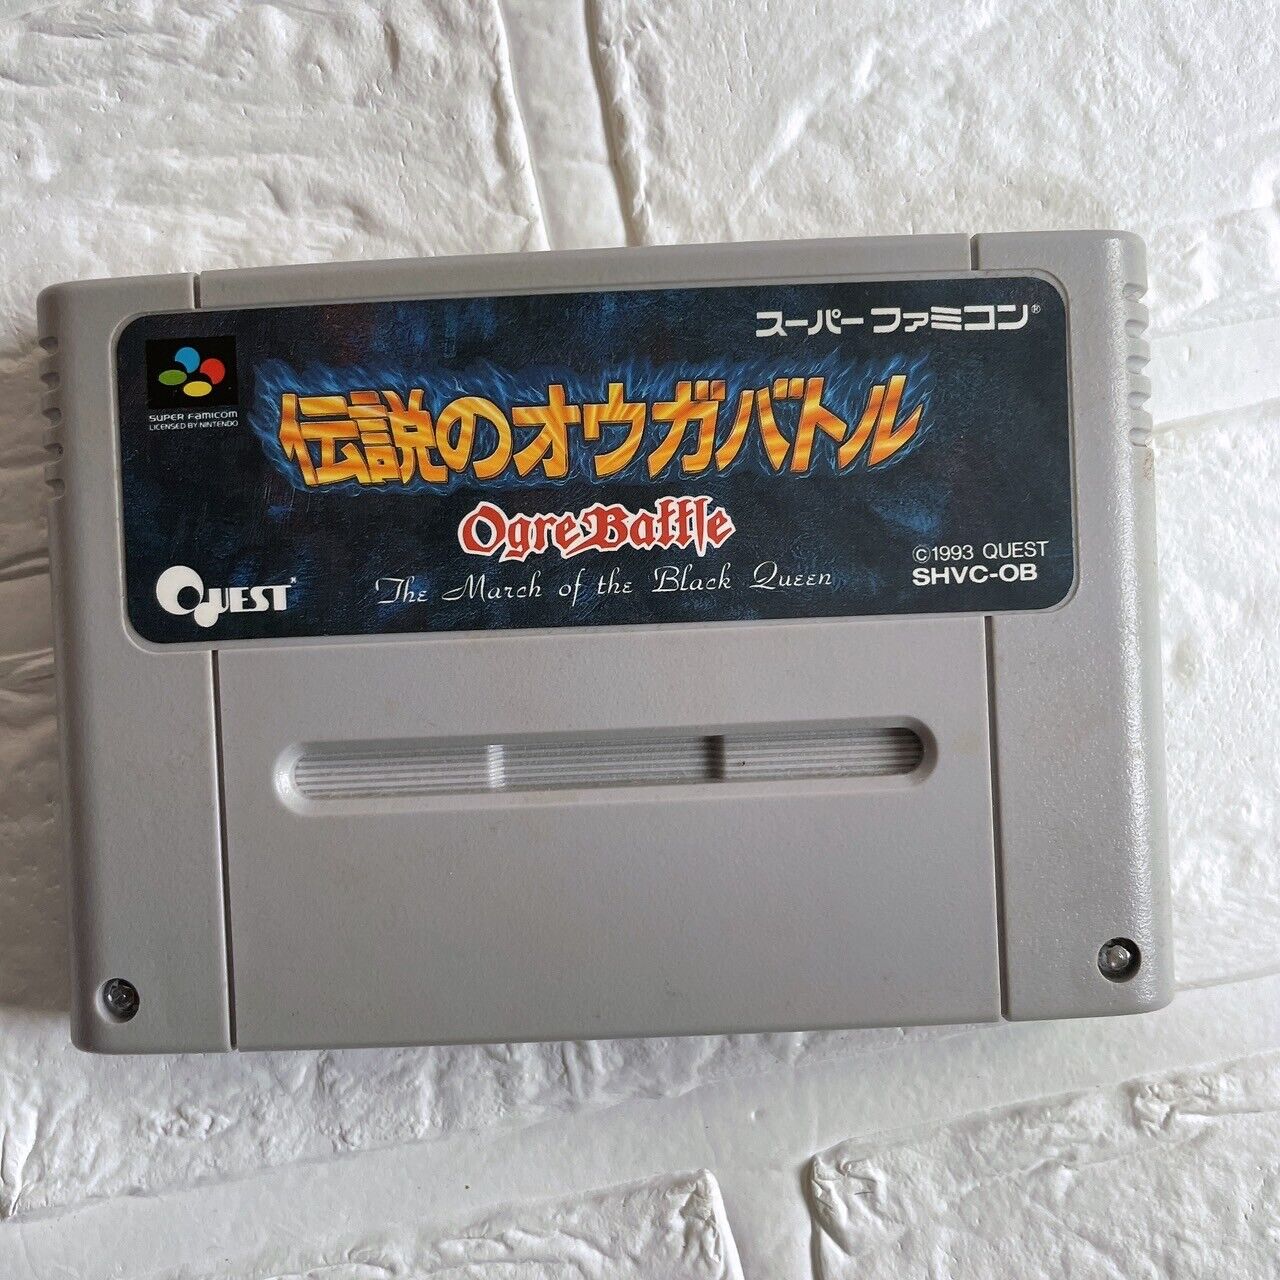 スーパーファミコン®
SUPER FAMICOM
LICENSED BY NINTENDO
伝説のオウガバトル
Ogre Battle
The March of the Black Queen
QUEST
©1993 QUEST
SHVC-OB